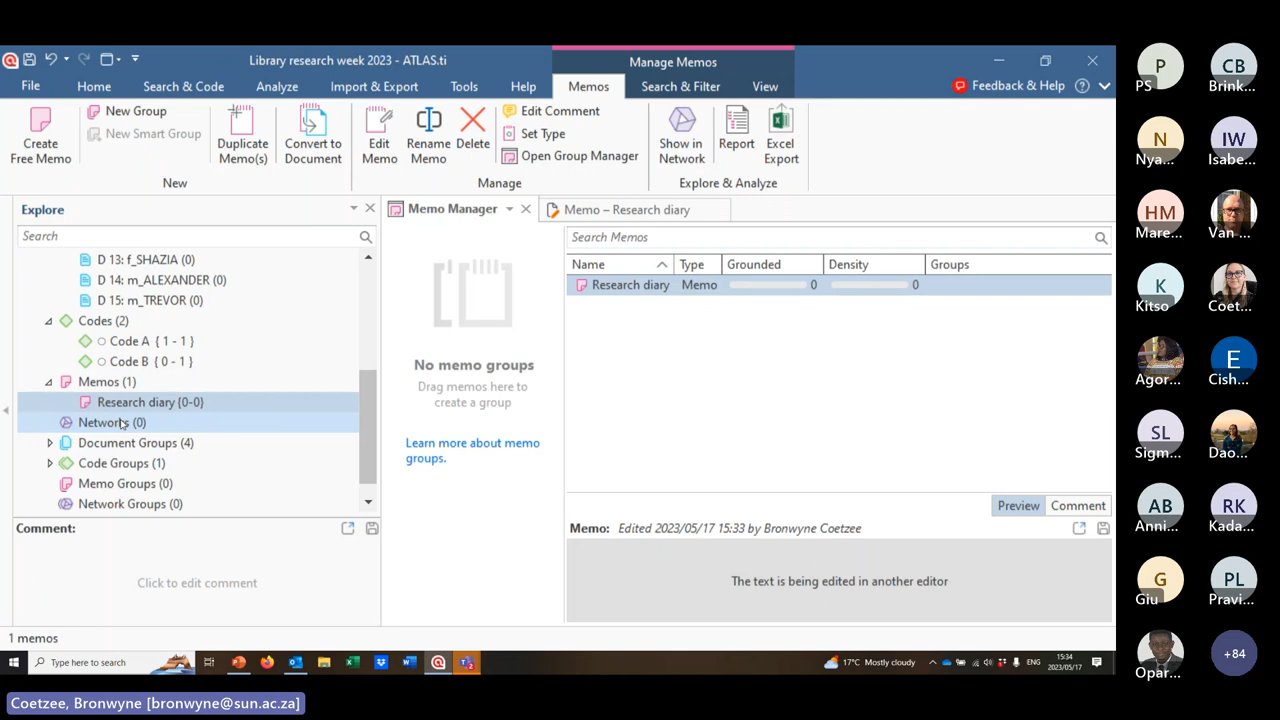 Library research week 2023 - ATLAS.ti
Manage Memos
File
Home
Search & Code
Analyze
Import & Export
Tools
Help
Memos
Search & Filter
View
Feedback & Help
Create Free Memo
New Group
New Smart Group
Duplicate Memo(s)
Convert to Document
New
Edit Memo
Rename Memo
Delete
Edit Comment
Set Type
Open Group Manager
Manage
Show in Network
Report
Excel Export
Explore & Analyze
Explore
Search
D 13: f_SHAZIA (0)
D 14: m_ALEXANDER (0)
D 15: m_TREVOR (0)
Codes (2)
Code A { 1 - 1 }
Code B { 0 - 1 }
Memos (1)
Research diary {0-0}
Networks (0)
Document Groups (4)
Code Groups (1)
Memo Groups (0)
Network Groups (0)
Comment:
Click to edit comment
1 memos
Memo Manager
Memo – Research diary
No memo groups
Drag memos here to
create a group
Learn more about memo
groups.
Search Memos
Name Type Grounded Density Groups
Research diary Memo 0 0
Preview Comment
Memo: Edited 2023/05/17 15:33 by Bronwyne Coetzee
The text is being edited in another editor
Type here to search
17°C Mostly cloudy
ENG
15:34
2023/05/17
Coetzee, Bronwyne [bronwyne@sun.ac.za]
P
PS
CB
Brink...
N
Nya...
IW
Isabe...
HM
Mare...
Van ...
K
Kitso
Coet...
Agor...
E
Cish...
SL
Sigm...
Dao...
AB
Anni...
RK
Kada...
G
Giu
PL
Pravi...
Opar...
+84